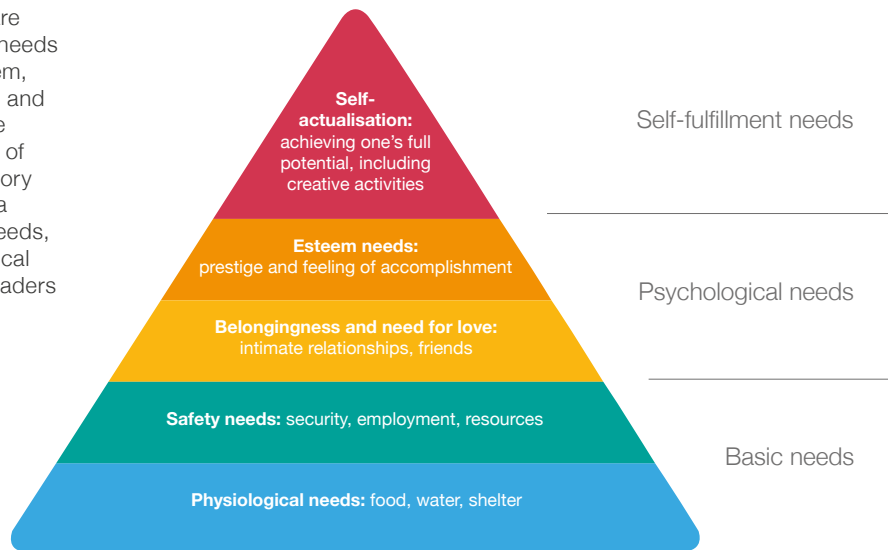 are
needs
em,
and
e
of
ory
a
eeds,
cal
aders
Self-
actualisation:
achieving one's full
potential, including
creative activities
Self-fulfillment needs
Esteem needs:
prestige and feeling of accomplishment
Psychological needs
Belongingness and need for love:
intimate relationships, friends
Safety needs: security, employment, resources
Basic needs
Physiological needs: food, water, shelter